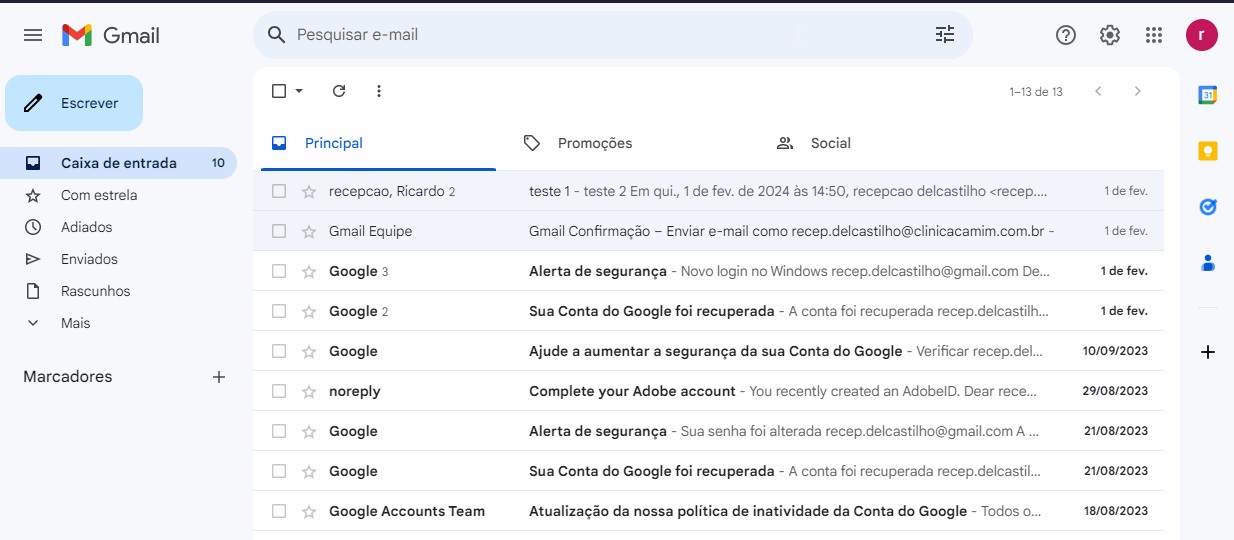 Gmail
Pesquisar e-mail
r
Escrever
1–13 de 13
31
Principal
Promoções
Social
Caixa de entrada 10
Com estrela
Adiados
Enviados
Rascunhos
Mais
Marcadores
recepcao, Ricardo 2 teste 1 - teste 2 Em qui., 1 de fev. de 2024 às 14:50, recepcao delcastilho <recep.... 1 de fev.
Gmail Equipe Gmail Confirmação – Enviar e-mail como recep.delcastilho@clinicacamim.com.br - 1 de fev.
Google 3 Alerta de segurança - Novo login no Windows recep.delcastilho@gmail.com De... 1 de fev.
Google 2 Sua Conta do Google foi recuperada - A conta foi recuperada recep.delcastilh... 1 de fev.
Google Ajude a aumentar a segurança da sua Conta do Google - Verificar recep.del... 10/09/2023
noreply Complete your Adobe account - You recently created an AdobeID. Dear rece... 29/08/2023
Google Alerta de segurança - Sua senha foi alterada recep.delcastilho@gmail.com A ... 21/08/2023
Google Sua Conta do Google foi recuperada - A conta foi recuperada recep.delcastil... 21/08/2023
Google Accounts Team Atualização da nossa política de inatividade da Conta do Google - Todos o... 18/08/2023